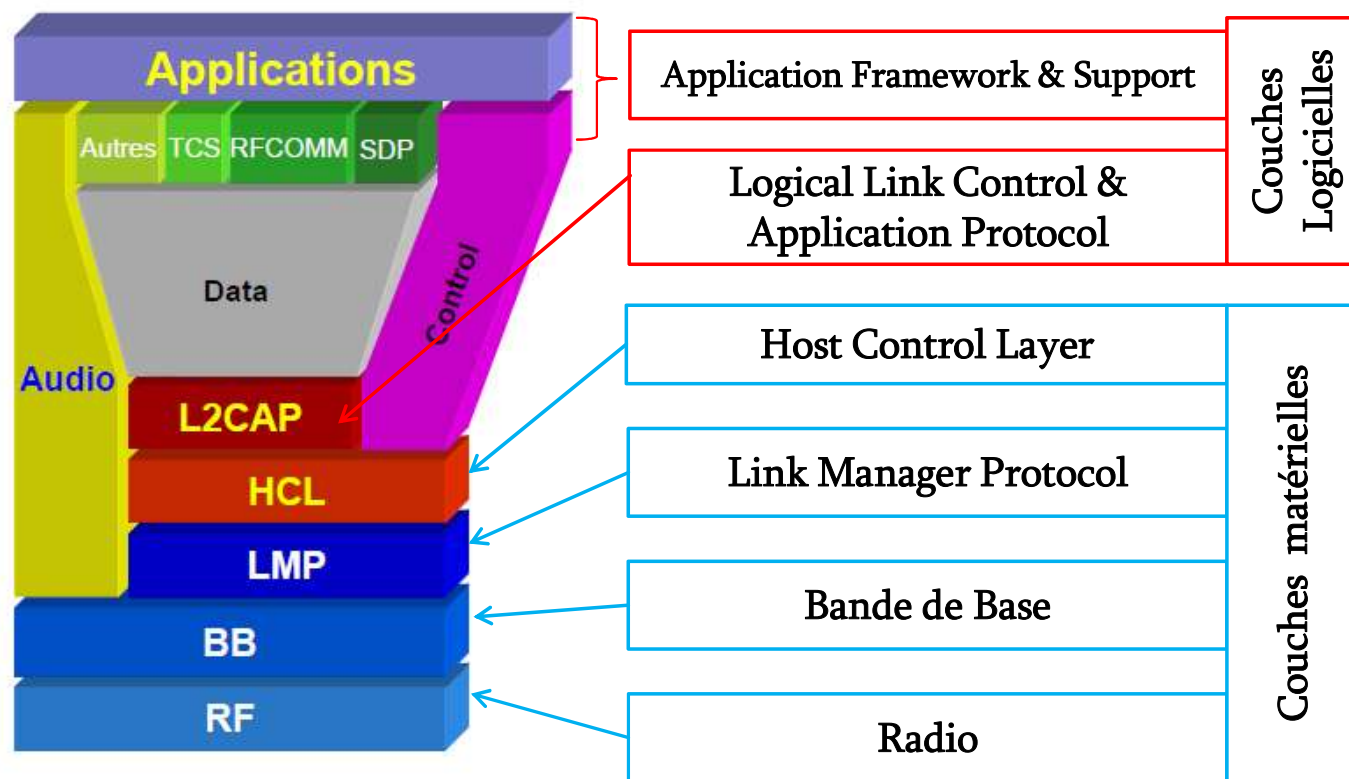 Applications
Autres TCS RFCOMM SDP
Data
Control
Audio
L2CAP
HCL
LMP
BB
RF
Application Framework & Support
Logical Link Control &
Application Protocol
Host Control Layer
Link Manager Protocol
Bande de Base
Radio
Couches
Logicielles
Couches matérielles